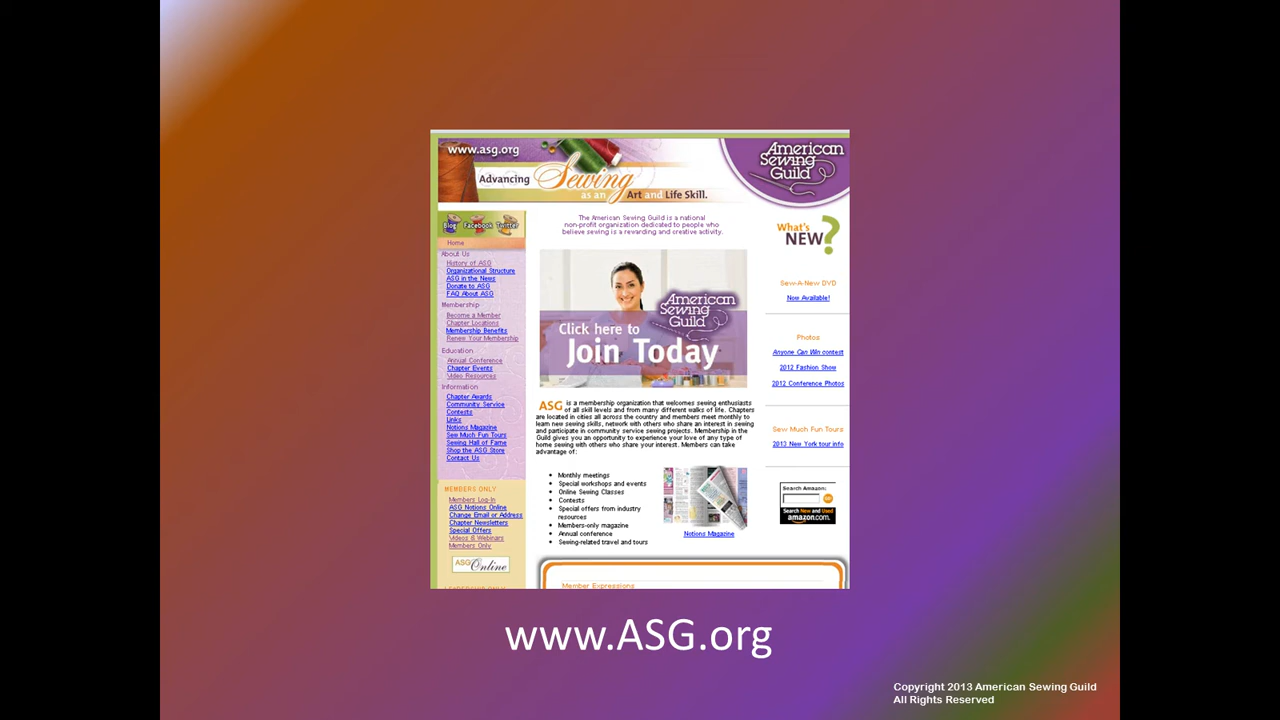 www.asg.org
Advancing Sewing as an Art and Life Skill.
American
Sewing
Guild
Blog Facebook Twitter
Home
About Us
History of ASG
Organizational Structure
ASG in the News
Donate to ASG
FAQ About ASG
Membership
Become a Member
Chapter Locations
Membership Benefits
Renew Your Membership
Education
Annual Conference
Chapter Events
Video Resources
Information
Chapter Awards
Community Service
Contests
Links
Notions Magazine
Sew Much Fun Tours
Sewing Hall of Fame
Shop the ASG Store
Contact Us
MEMBERS ONLY
Members Log-In
ASG Notions Online
Change Email or Address
Chapter Newsletters
Special Offers
Videos & Webinars
Members Only
ASG Online
LEADERSHIP ONLY
The American Sewing Guild is a national
non-profit organization dedicated to people who
believe sewing is a rewarding and creative activity.
American
Sewing
Guild
Click here to
Join Today
ASG is a membership organization that welcomes sewing enthusiasts
of all skill levels and from many different walks of life. Chapters
are located in cities all across the country and members meet monthly to
learn new sewing skills, network with others who share an interest in sewing
and participate in community service sewing projects. Membership in the
Guild gives you an opportunity to experience your love of any type of
home sewing with others who share your interest. Members can take
advantage of:
• Monthly meetings
• Special workshops and events
• Online Sewing Classes
• Contests
• Special offers from industry
resources
• Members-only magazine
• Annual conference
• Sewing-related travel and tours
Notions Magazine
Member Expressions
What's
NEW?
Sew-A-New DVD
Now Available!
Photos
Anyone Can Win contest
2012 Fashion Show
2012 Conference Photos
Sew Much Fun Tours
2013 New York tour info
Search Amazon:
GO!
Search New and Used
amazon.com.
www.ASG.org
Copyright 2013 American Sewing Guild
All Rights Reserved